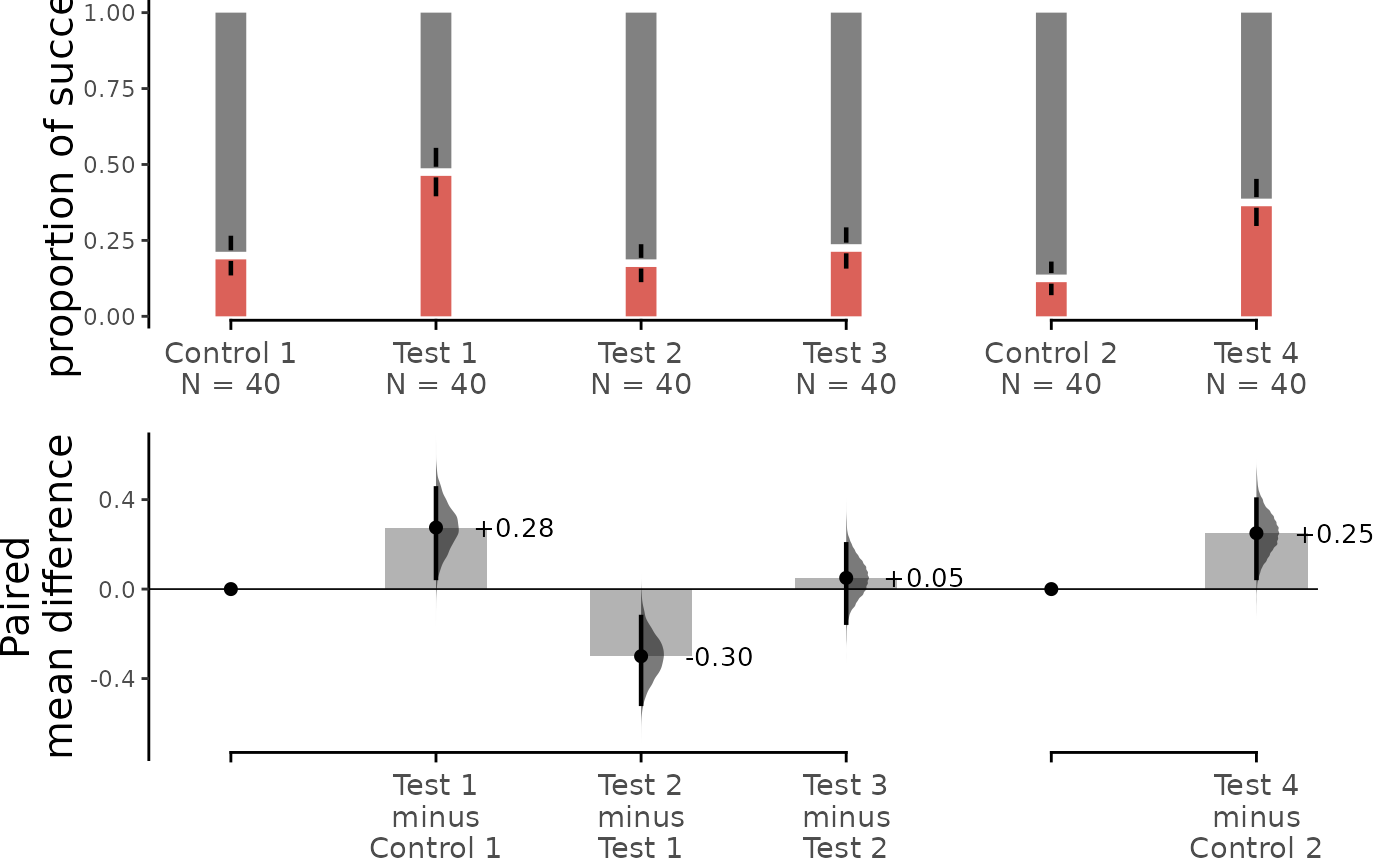 proportion of succe
1.00
0.75
0.50
0.25
0.00
Control 1 Test 1 Test 2 Test 3 Control 2 Test 4
N = 40 N = 40 N = 40 N = 40 N = 40 N = 40
Paired
mean difference
0.4
0.0
-0.4
+0.28
-0.30
+0.05
+0.25
Test 1 Test 2 Test 3 Test 4
minus minus minus minus
Control 1 Test 1 Test 2 Control 2